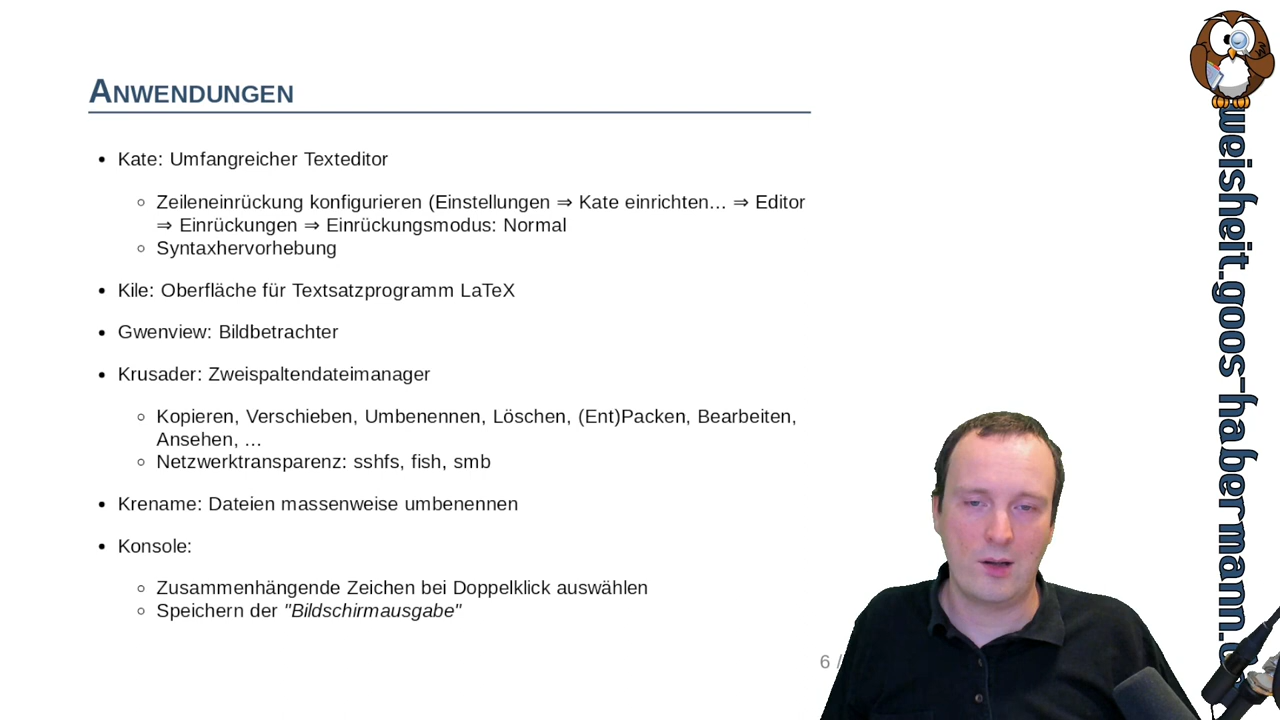 Anwendungen
• Kate: Umfangreicher Texteditor
◦ Zeileneinrückung konfigurieren (Einstellungen ⇒ Kate einrichten… ⇒ Editor
⇒ Einrückungen ⇒ Einrückungsmodus: Normal
◦ Syntaxhervorhebung
• Kile: Oberfläche für Textsatzprogramm LaTeX
• Gwenview: Bildbetrachter
• Krusader: Zweispaltendateimanager
◦ Kopieren, Verschieben, Umbenennen, Löschen, (Ent)Packen, Bearbeiten,
Ansehen, …
◦ Netzwerktransparenz: sshfs, fish, smb
• Krename: Dateien massenweise umbenennen
• Konsole:
◦ Zusammenhängende Zeichen bei Doppelklick auswählen
◦ Speichern der "Bildschirmausgabe"
6 /
weisheit.goos-habermann.